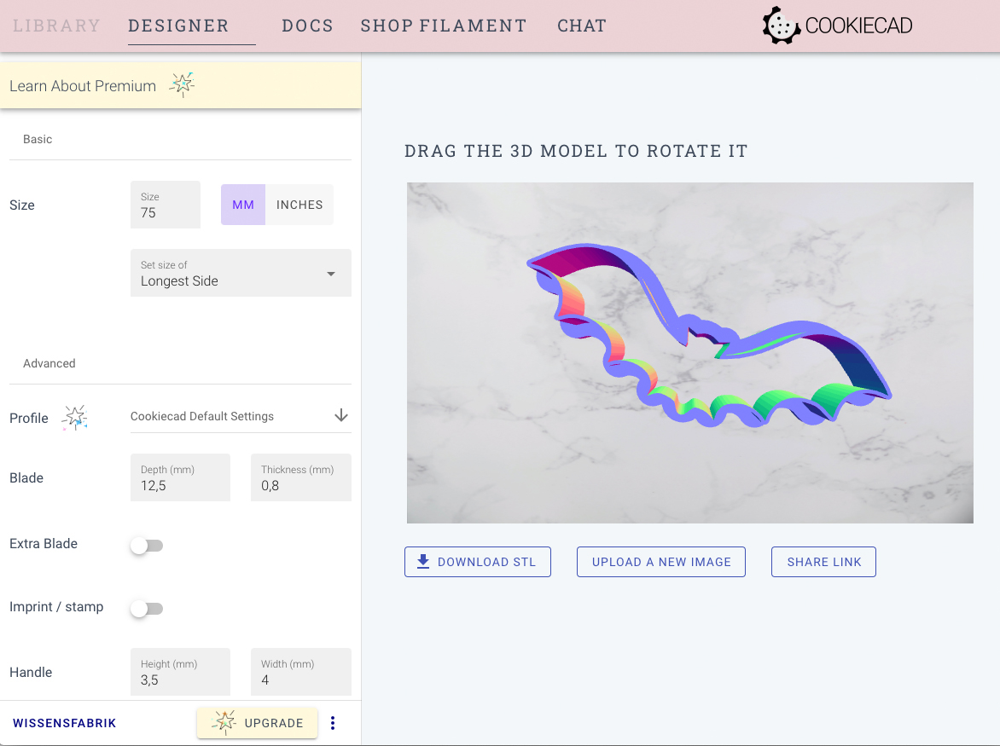 LIBRARY DESIGNER DOCS SHOP FILAMENT CHAT COOKIECAD
Learn About Premium
Basic
Size
Size
75
MM
INCHES
Set size of
Longest Side
Advanced
Profile
Cookiecad Default Settings
Blade
Depth (mm)
12,5
Thickness (mm)
0,8
Extra Blade
Imprint / stamp
Handle
Height (mm)
3,5
Width (mm)
4
WISSENSFABRIK
UPGRADE
DRAG THE 3D MODEL TO ROTATE IT
DOWNLOAD STL
UPLOAD A NEW IMAGE
SHARE LINK